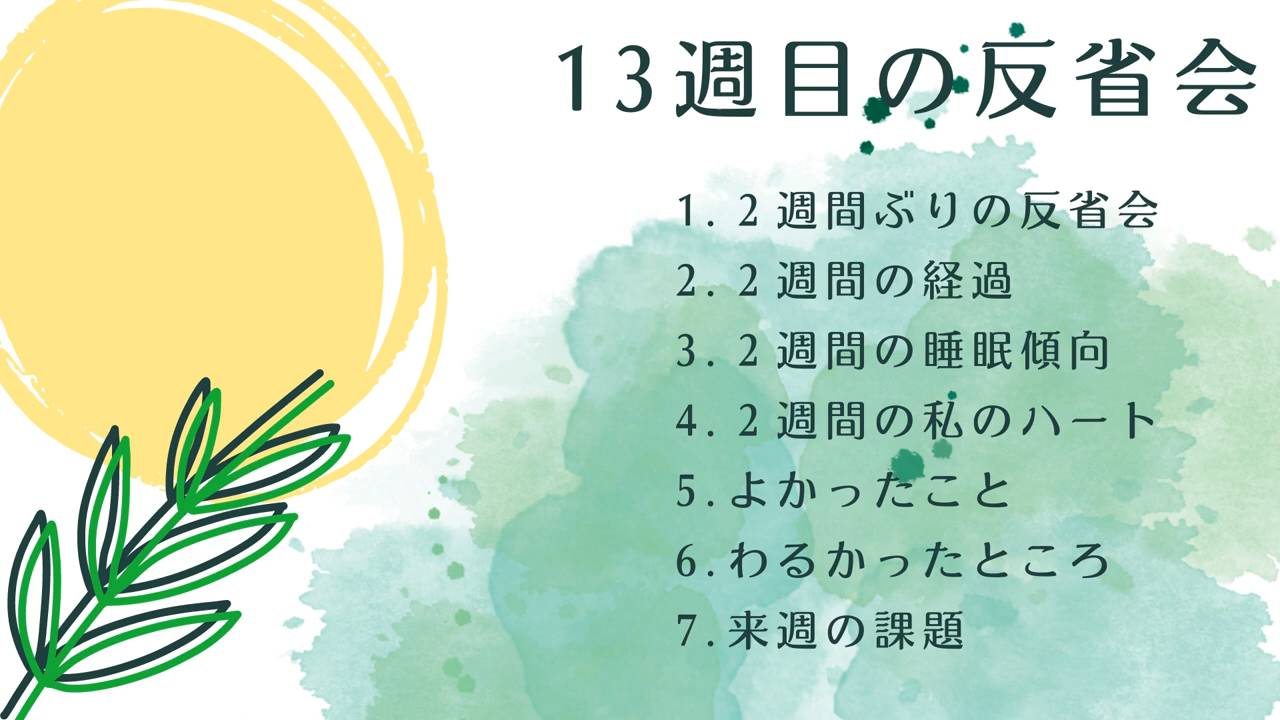 13週目の反省会
1. 2週間ぶりの反省会
2. 2週間の経過
3. 2週間の睡眠傾向
4. 2週間の私のハート
5.よかったこと
6.わるかったところ
7.来週の課題